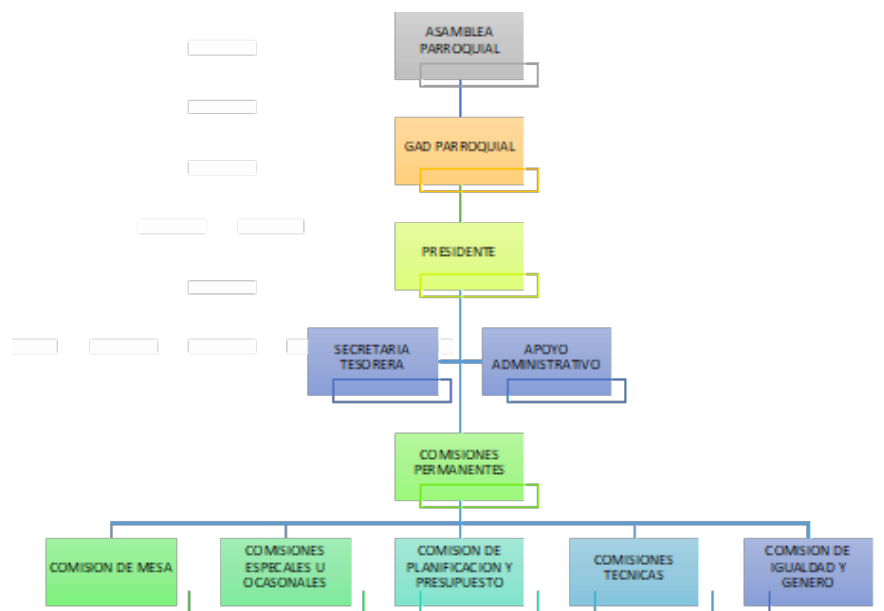 ASAMBLEA
PARROQUIAL
GAD PARROQUIAL
PRESIDENTE
SECRETARIA
TESORERA
APOYO
ADMINISTRATIVO
COMISIONES
PERMANENTES
COMISION DE MESA
COMISIONES
ESPECALES U
OCASONALES
COMISION DE
PLANIFICACION Y
PRESUPUESTO
COMISIONES
TECNICAS
COMISION DE
IGUALDAD Y
GENERO